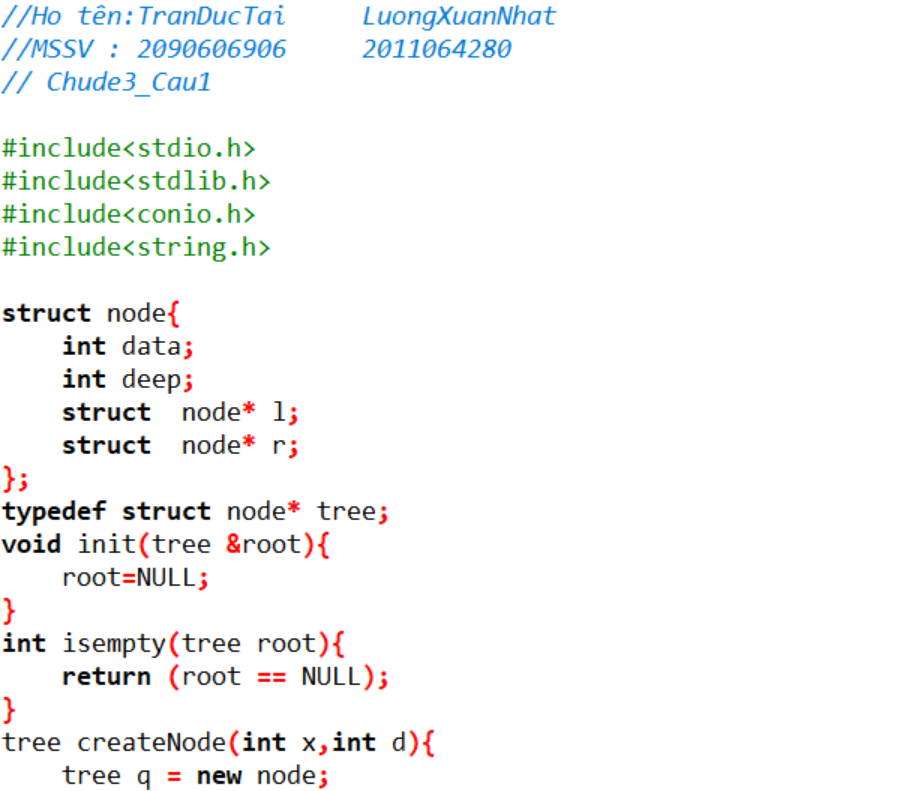 //Ho tên:TranDucTai     LuongXuanNhat
//MSSV : 2090606906     2011064280
// Chude3_Cau1

#include<stdio.h>
#include<stdlib.h>
#include<conio.h>
#include<string.h>

struct node{
    int data;
    int deep;
    struct  node* l;
    struct  node* r;
};
typedef struct node* tree;
void init(tree &root){
    root=NULL;
}
int isempty(tree root){
    return (root == NULL);
}
tree createNode(int x,int d){
    tree q = new node;